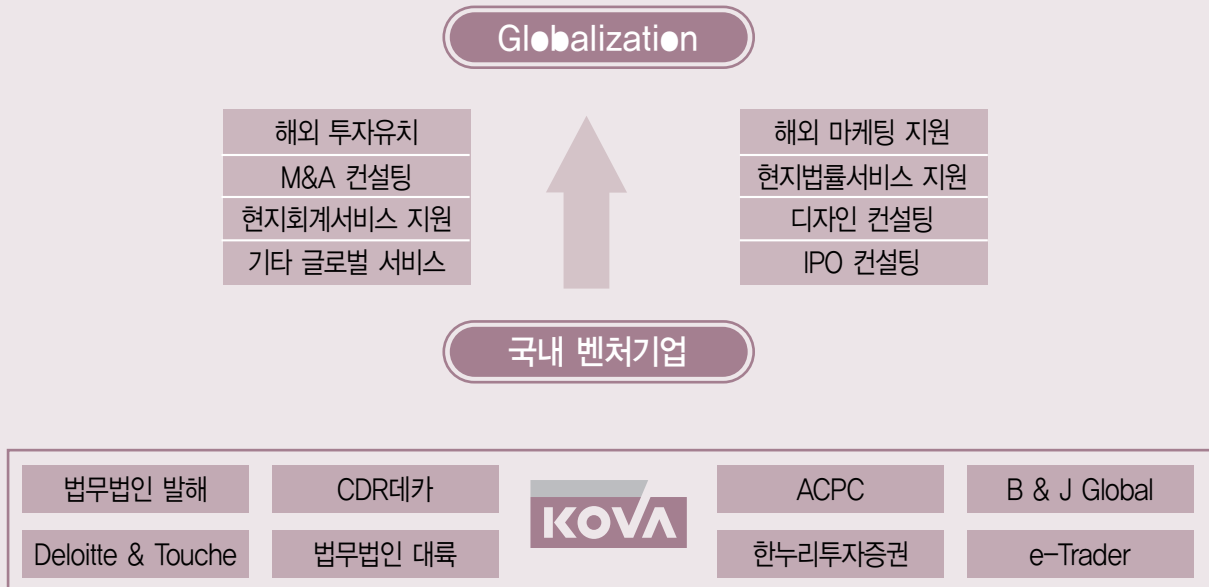 Globalization
해외 투자유치
M&A 컨설팅
현지회계서비스 지원
기타 글로벌 서비스
해외 마케팅 지원
현지법률서비스 지원
디자인 컨설팅
IPO 컨설팅
국내 벤처기업
법무법인 발해
CDR데카
KOVA
ACPC
B & J Global
Deloitte & Touche
법무법인 대륙
한누리투자증권
e-Trader